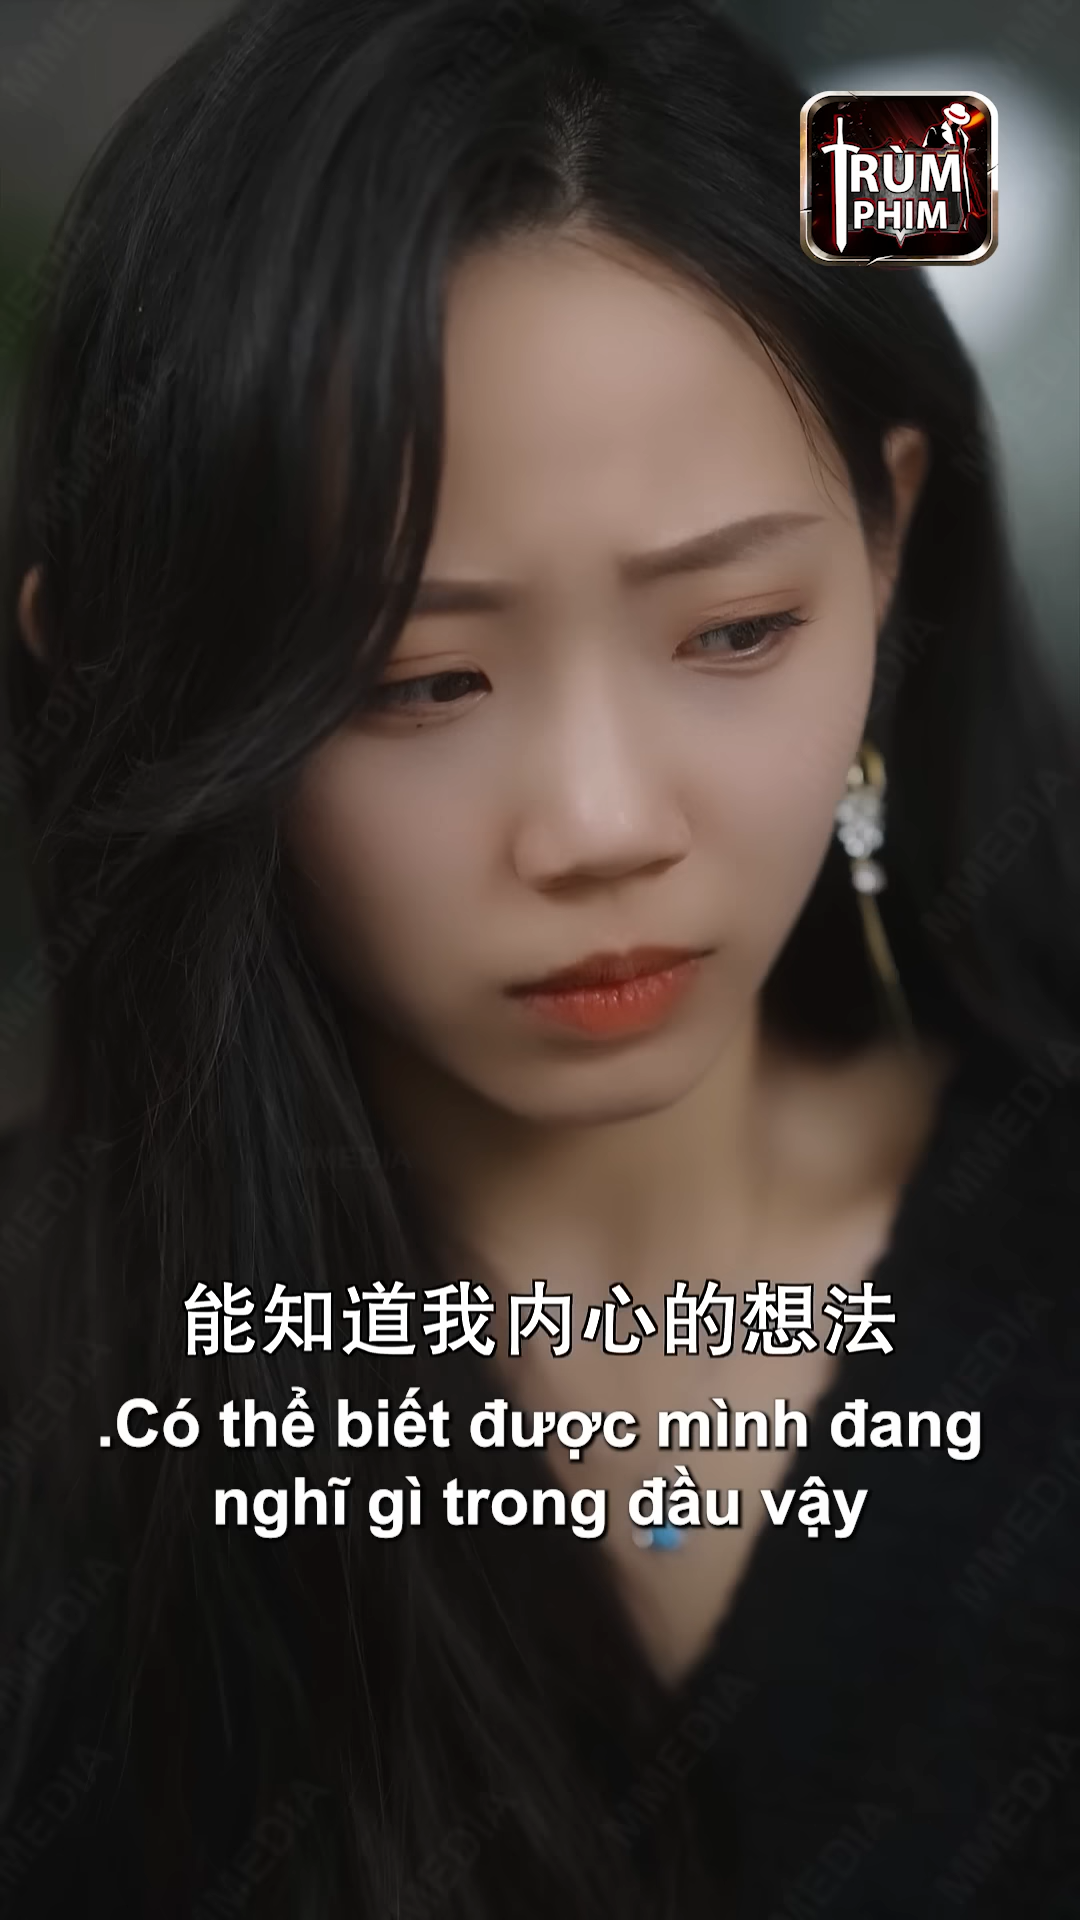 TRÙM
PHIM
能知道我内心的想法
.Có thể biết được mình đang
nghĩ gì trong đầu vậy
MMEDIA